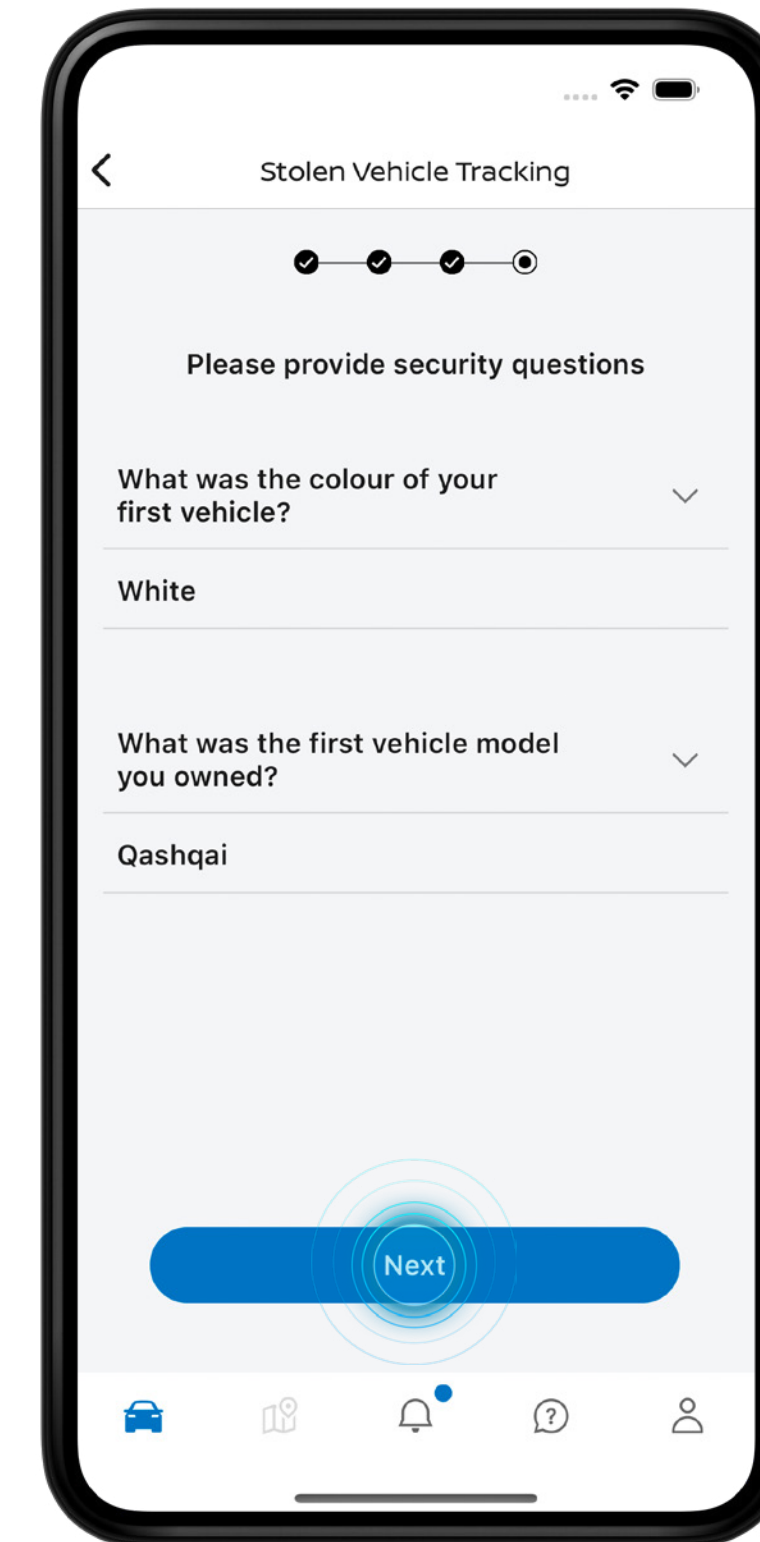 Stolen Vehicle Tracking
Please provide security questions
What was the colour of your
first vehicle?
White
What was the first vehicle model
you owned?
Qashqai
Next
?